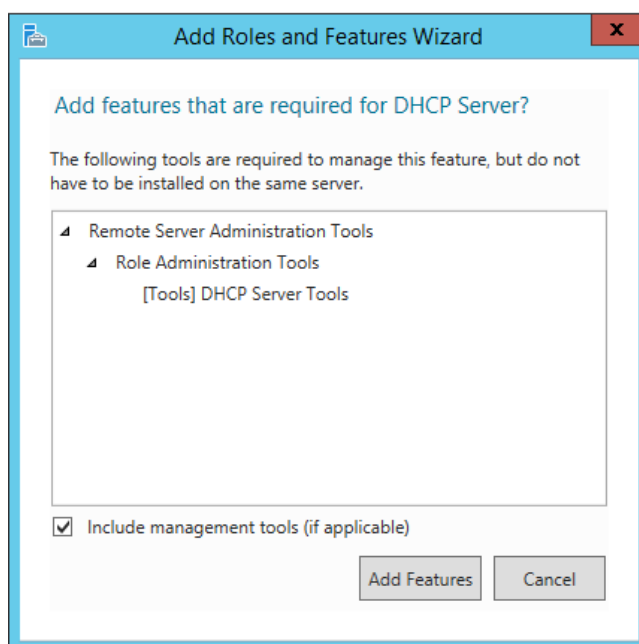 Add Roles and Features Wizard
x
Add features that are required for DHCP Server?
The following tools are required to manage this feature, but do not
have to be installed on the same server.
Remote Server Administration Tools
Role Administration Tools
[Tools] DHCP Server Tools
Include management tools (if applicable)
Add Features Cancel